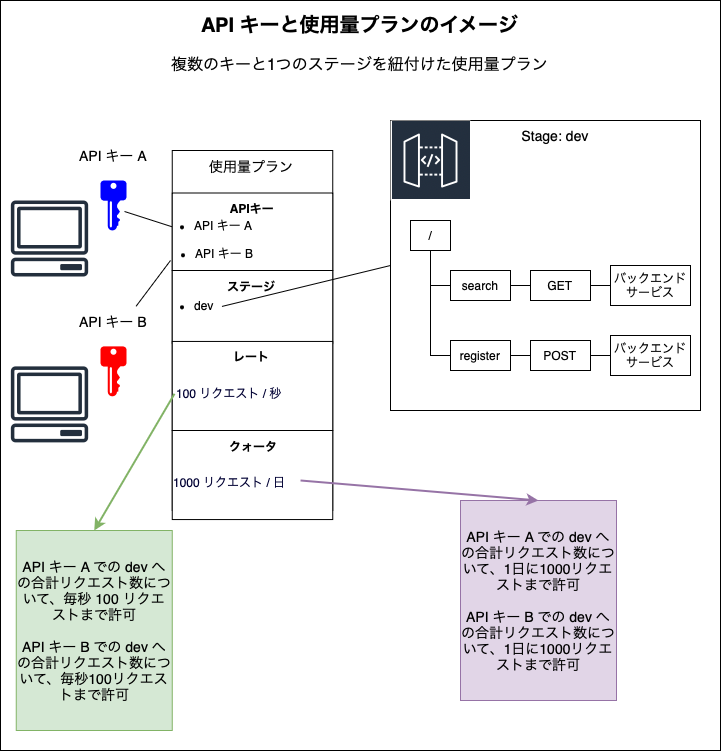 API キーと使用量プランのイメージ
複数のキーと1つのステージを紐付けた使用量プラン
API キー A
API キー B
使用量プラン
APIキー
• API キー A
• API キー B
ステージ
• dev
レート
100 リクエスト / 秒
クォータ
1000 リクエスト / 日
</>
Stage: dev
/
search
GET
バックエンド
サービス
register
POST
バックエンド
サービス
API キー A での dev へ
の合計リクエスト数につ
いて、毎秒 100 リクエ
ストまで許可
API キー B での dev へ
の合計リクエスト数につ
いて、毎秒100リクエス
トまで許可
API キー A での dev へ
の合計リクエスト数につ
いて、1日に1000リクエ
ストまで許可
API キー B での dev へ
の合計リクエスト数につ
いて、1日に1000リクエ
ストまで許可